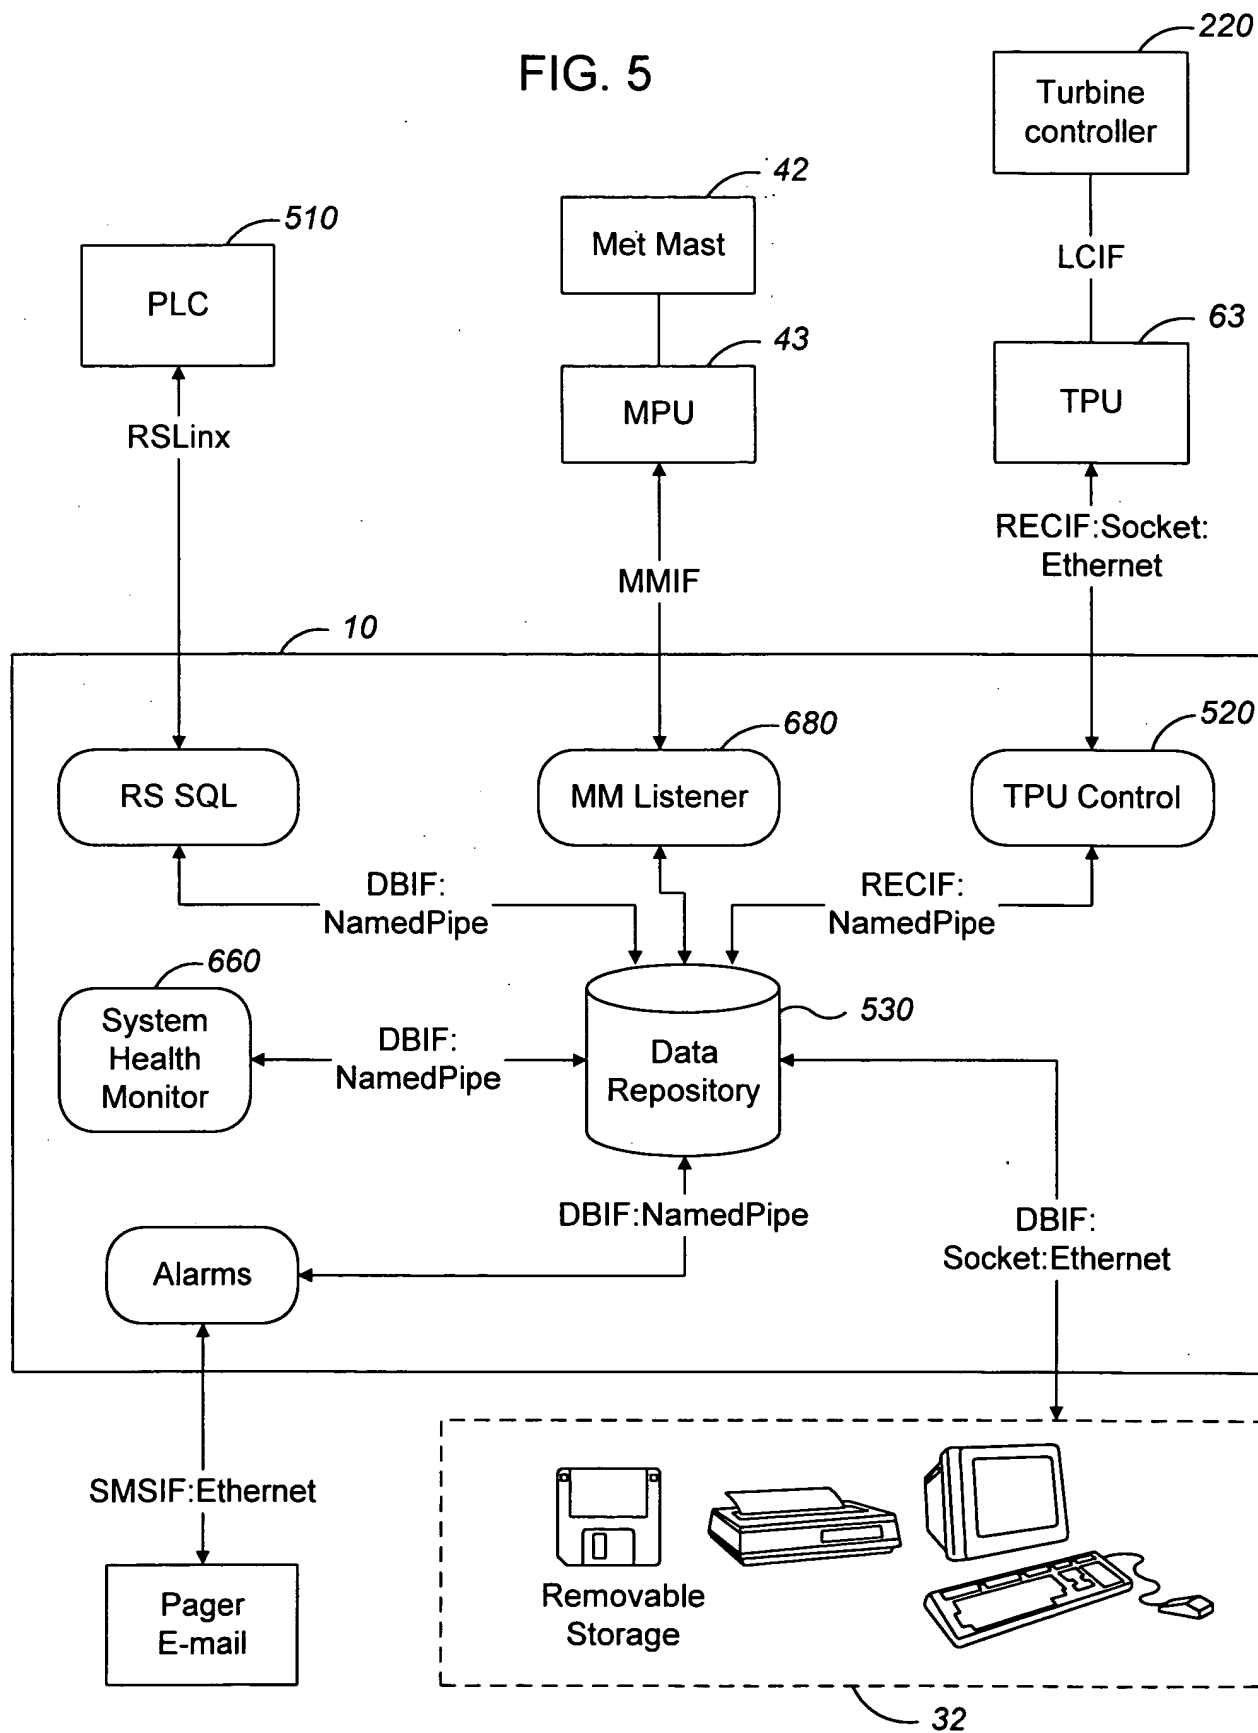 FIG. 5
220
Turbine
controller
42
Met Mast
510
PLC
LCIF
43
MPU
63
TPU
RSLinx
RECIF:Socket:
Ethernet
MMIF
10
680
520
RS SQL
MM Listener
TPU Control
DBIF:
NamedPipe
RECIF:
NamedPipe
660
System
Health
Monitor
DBIF:
NamedPipe
530
Data
Repository
DBIF:NamedPipe
DBIF:
Socket:Ethernet
Alarms
SMSIF:Ethernet
Pager
E-mail
Removable
Storage
32